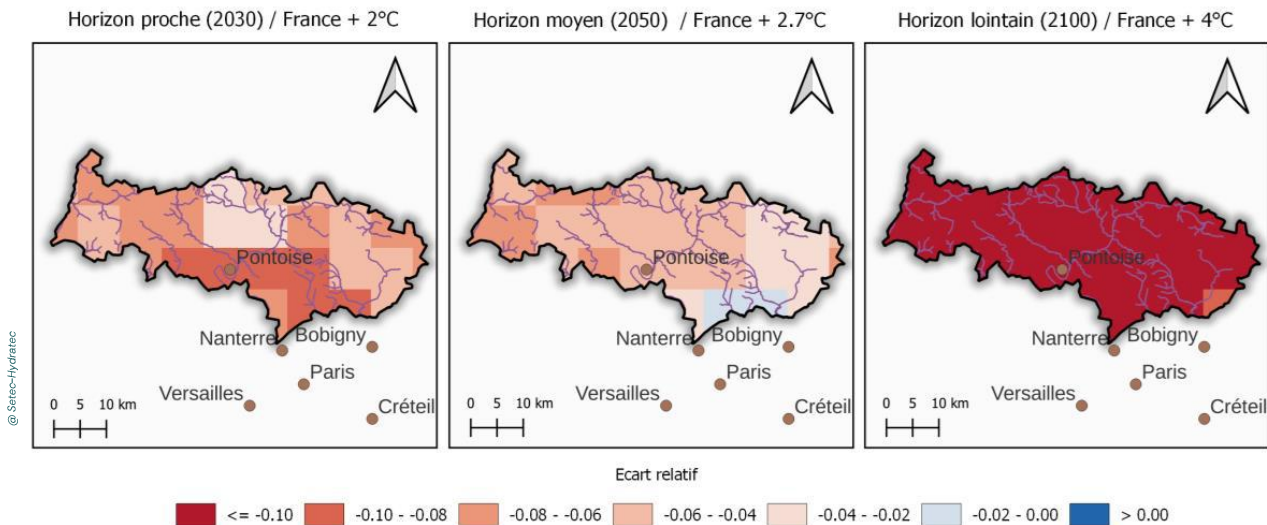 Horizon proche (2030) / France + 2°C
Horizon moyen (2050) / France + 2.7°C
Horizon lointain (2100) / France + 4°C
Pontoise
Nanterre
Bobigny
Paris
Versailles
Créteil
0 5 10 km
Pontoise
Nanterre
Bobigny
Paris
Versailles
Créteil
0 5 10 km
Pontoise
Nanterre
Bobigny
Paris
Versailles
Créteil
0 5 10 km
@ Setec-Hydratec
Ecart relatif
<= -0.10
-0.10 - -0.08
-0.08 - -0.06
-0.06 - -0.04
-0.04 - -0.02
-0.02 - 0.00
> 0.00